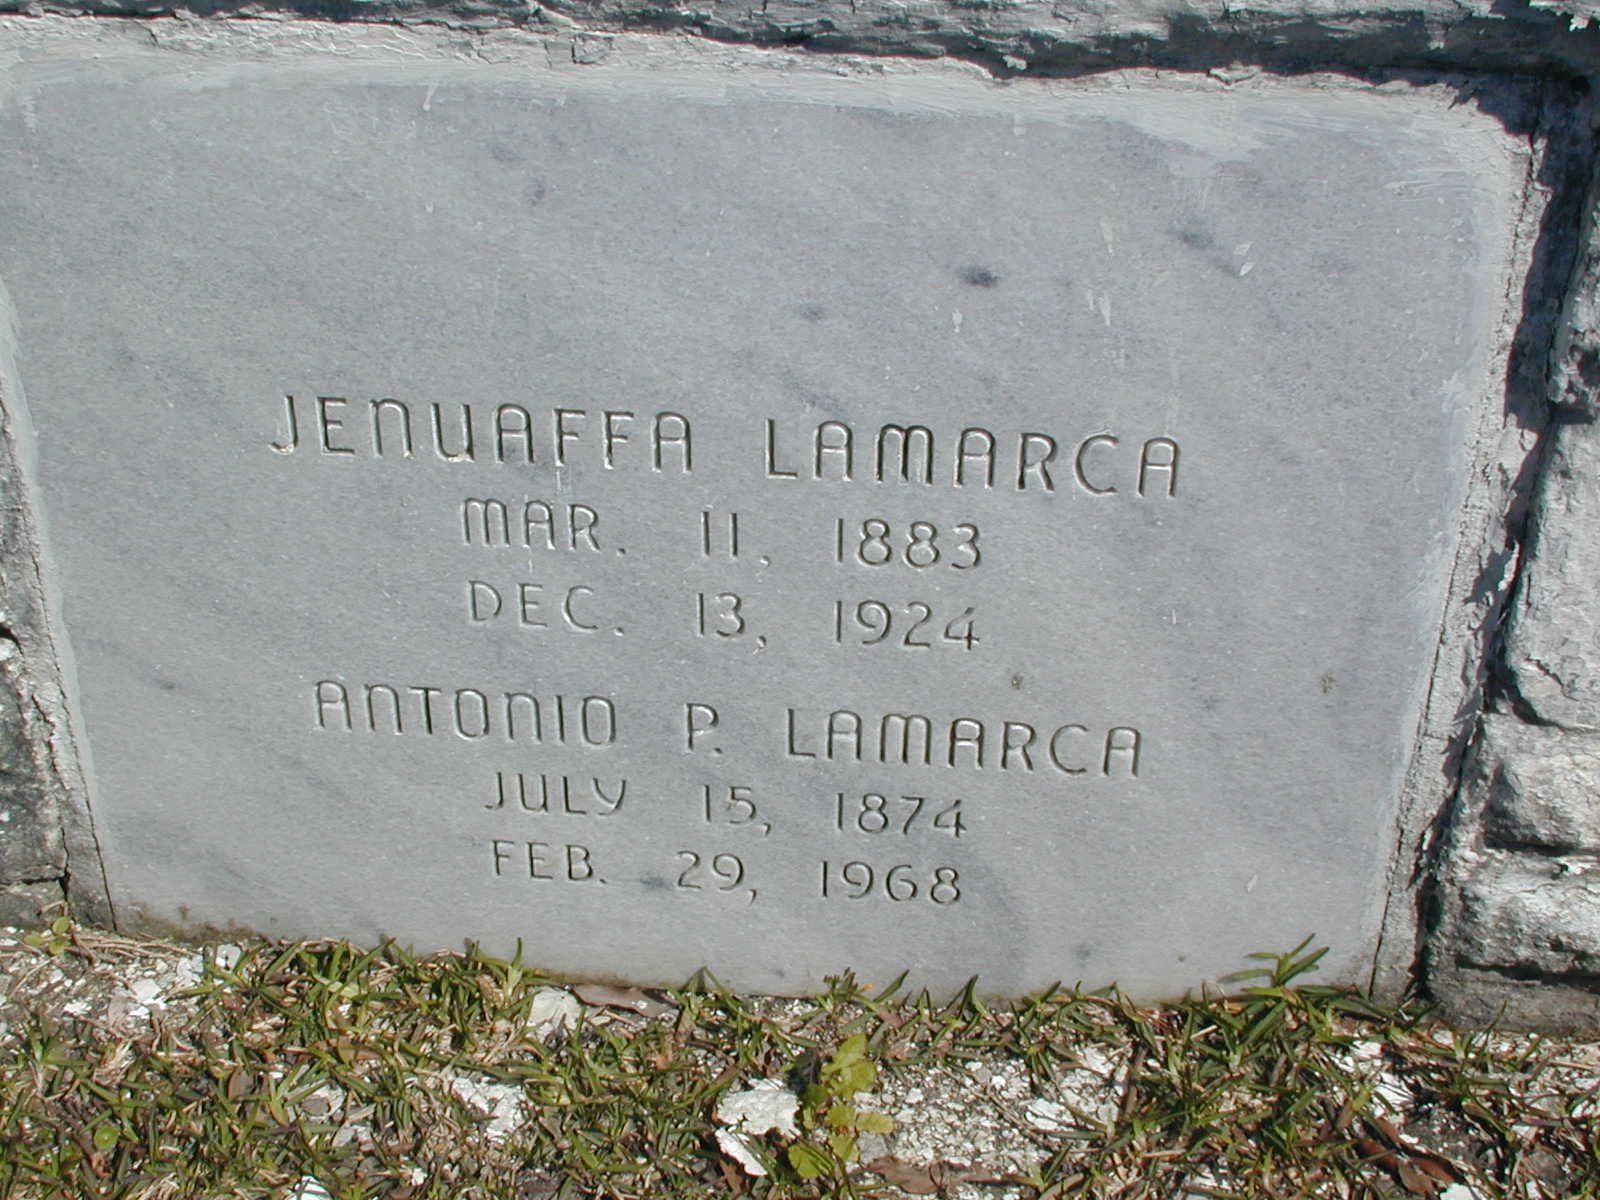 JENUAFFA LAMARCA
MAR. 11, 1883
DEC. 13, 1924
ANTONIO P. LAMARCA
JULY 15, 1874
FEB. 29, 1968